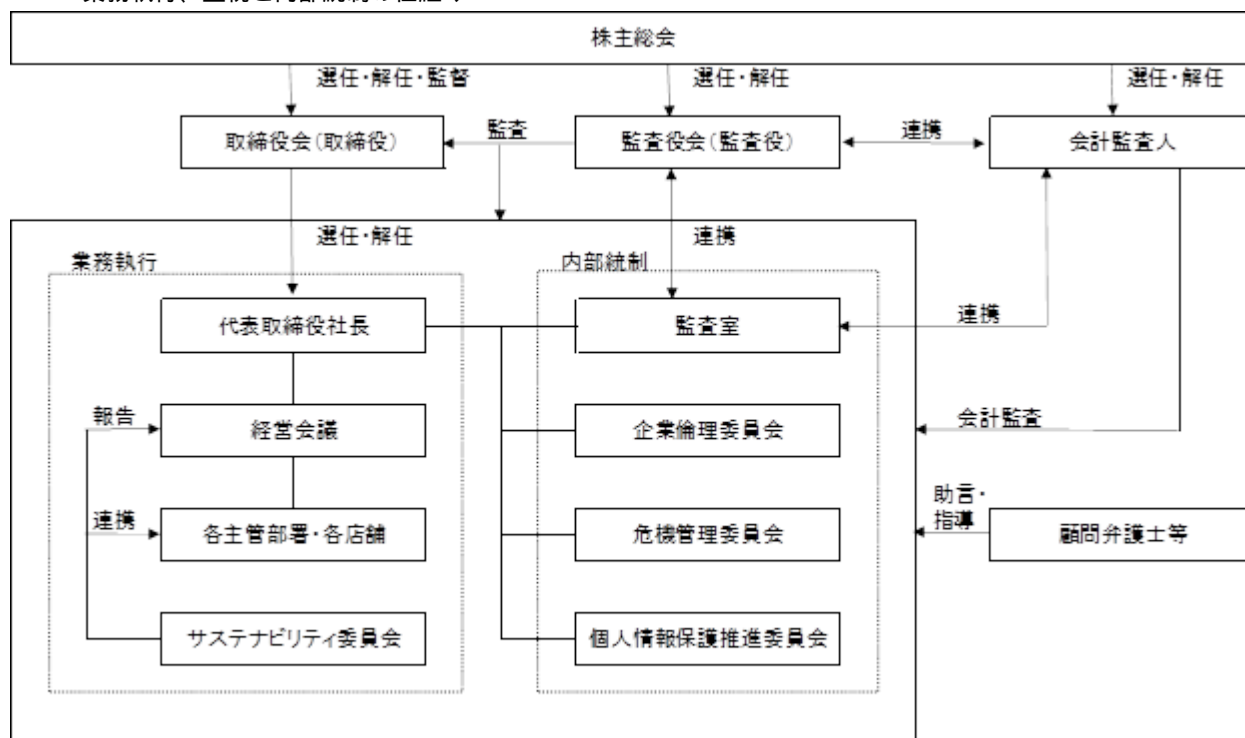 株主総会
選任・解任・監督
選任・解任
選任・解任
取締役会(取締役)
監査
監査役会(監査役)
連携
会計監査人
選任・解任
連携
業務執行
内部統制
代表取締役社長
監査室
連携
報告
経営会議
企業倫理委員会
会計監査
連携
各主管部署・各店舗
危機管理委員会
助言・
指導
顧問弁護士等
サステナビリティ委員会
個人情報保護推進委員会